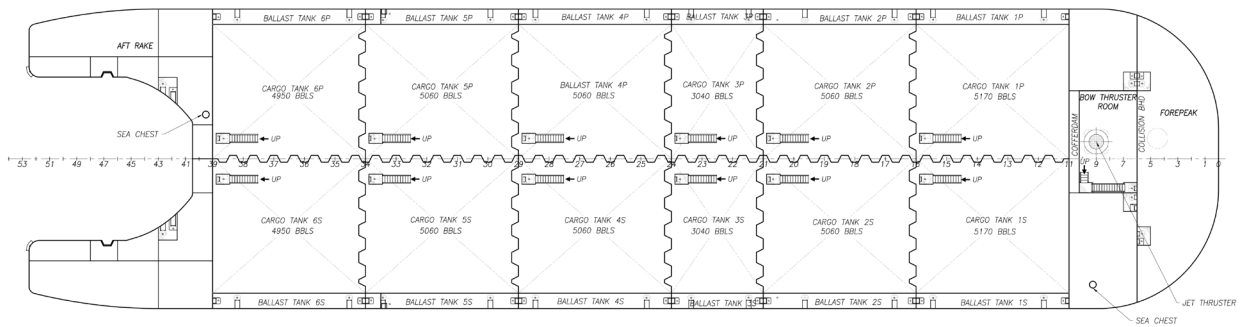 BALLAST TANK 6P
BALLAST TANK 5P
BALLAST TANK 4P
BALLAST TANK 3P
BALLAST TANK 2P
BALLAST TANK 1P
AFT RAKE
CARGO TANK 6P
4950 BBLS
CARGO TANK 5P
5060 BBLS
BALLAST TANK 4P
5060 BBLS
CARGO TANK 3P
3040 BBLS
CARGO TANK 2P
5060 BBLS
CARGO TANK 1P
5170 BBLS
BOW THRUSTER
ROOM
FOREPEAK
COFFERDAM
COLLISION BHD
SEA CHEST
UP
UP
UP
UP
UP
UP
53 51 49 47 45 43 41 39 38 37 36 35 34 33 32 31 30 29 28 27 26 25 24 23 22 21 20 19 18 17 16 15 14 13 12 11 9 7 5 3 1 0
UP
UP
UP
UP
UP
UP
UP
CARGO TANK 6S
4950 BBLS
CARGO TANK 5S
5060 BBLS
CARGO TANK 4S
5060 BBLS
CARGO TANK 3S
3040 BBLS
CARGO TANK 2S
5060 BBLS
CARGO TANK 1S
5170 BBLS
BALLAST TANK 6S
BALLAST TANK 5S
BALLAST TANK 4S
BALLAST TANK 3S
BALLAST TANK 2S
BALLAST TANK 1S
JET THRUSTER
SEA CHEST